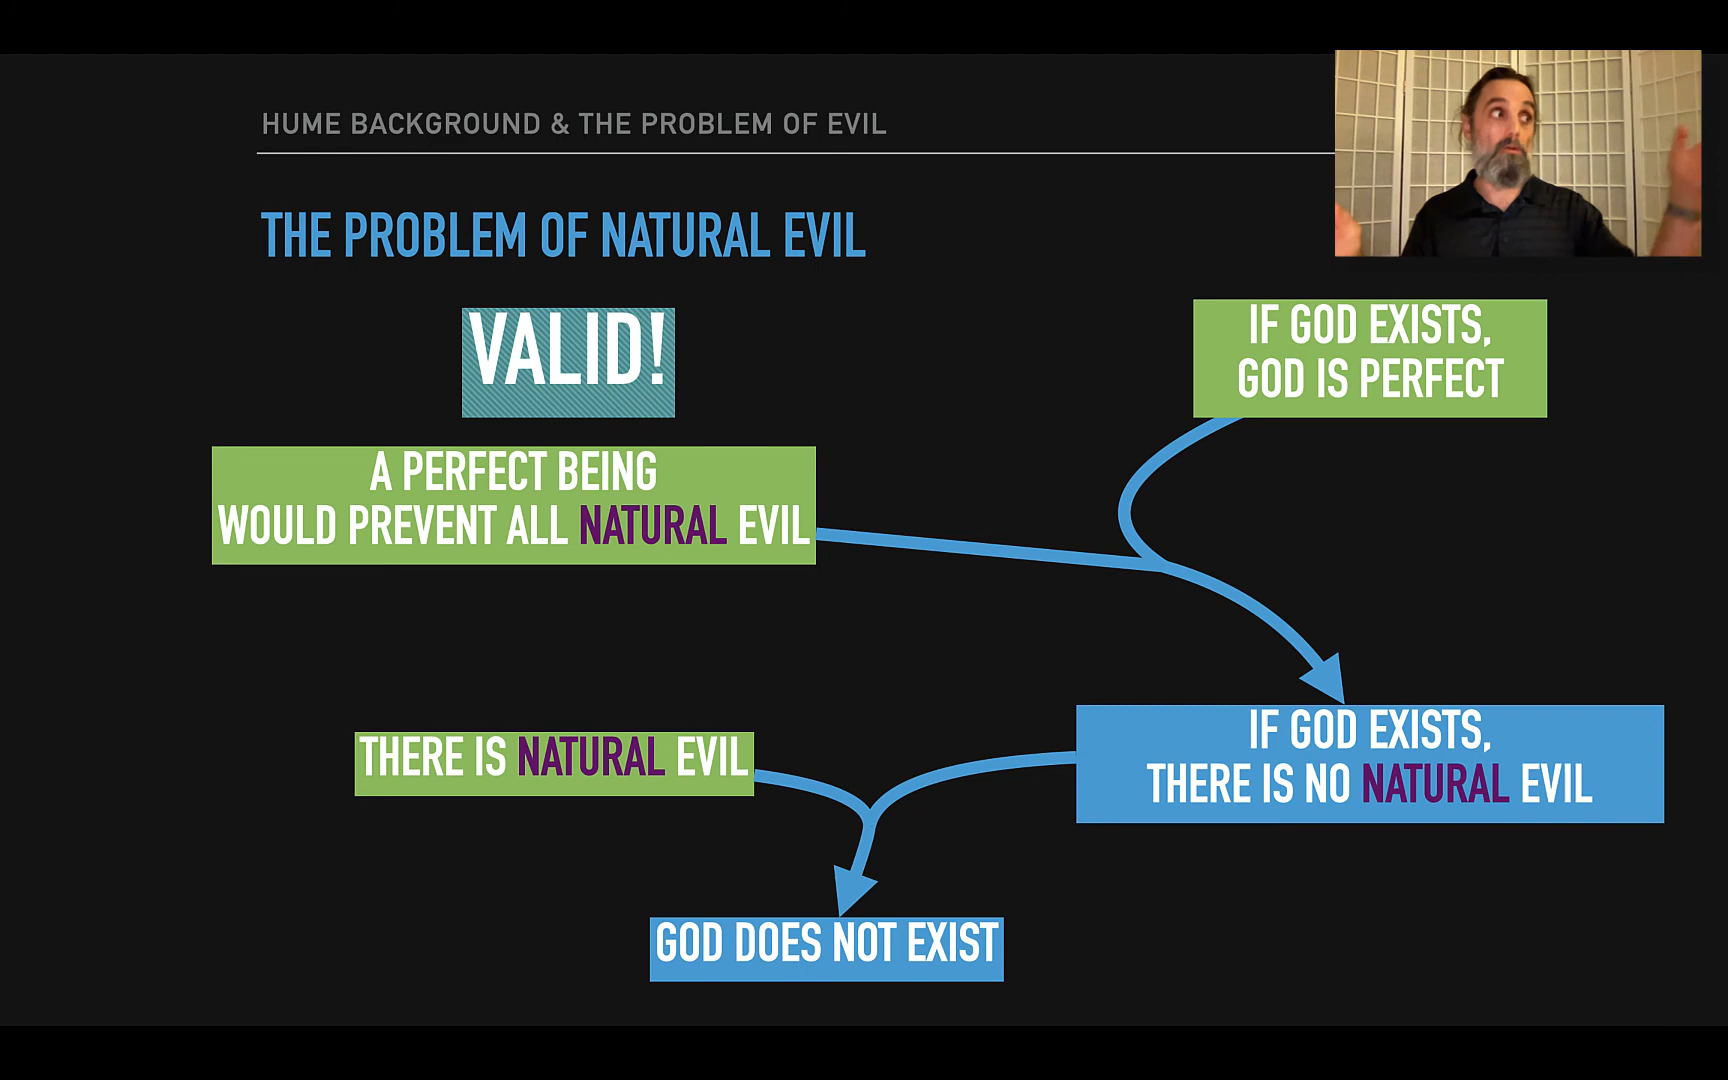 HUME BACKGROUND & THE PROBLEM OF EVIL
THE PROBLEM OF NATURAL EVIL
VALID!
IF GOD EXISTS,
GOD IS PERFECT
A PERFECT BEING
WOULD PREVENT ALL NATURAL EVIL
THERE IS NATURAL EVIL
IF GOD EXISTS,
THERE IS NO NATURAL EVIL
GOD DOES NOT EXIST